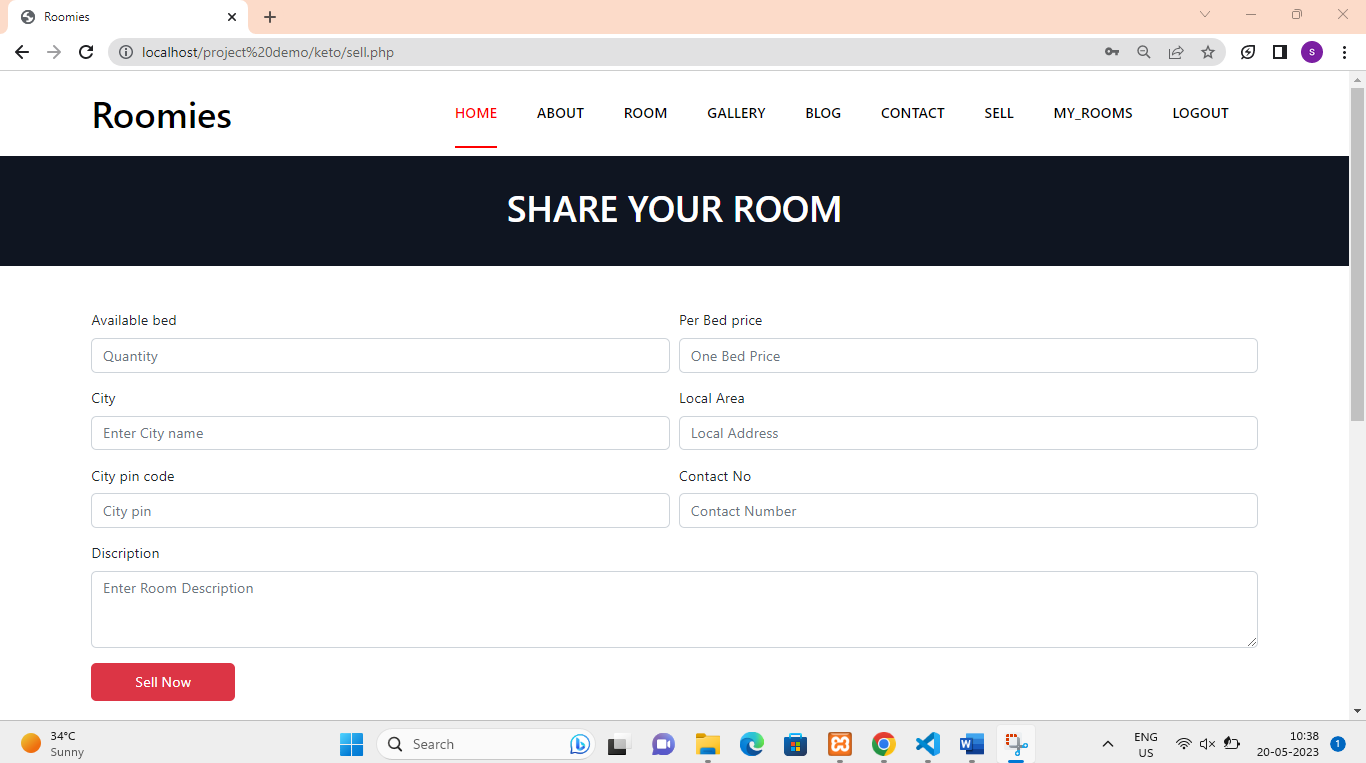 Roomies
localhost/project%20demo/keto/sell.php
s
Roomies HOME ABOUT ROOM GALLERY BLOG CONTACT SELL MY_ROOMS LOGOUT
SHARE YOUR ROOM
Available bed Per Bed price
Quantity One Bed Price
City Local Area
Enter City name Local Address
City pin code Contact No
City pin Contact Number
Discription
Enter Room Description
Sell Now
34°C
Sunny
Search
ENG
US
10:38
20-05-2023
1